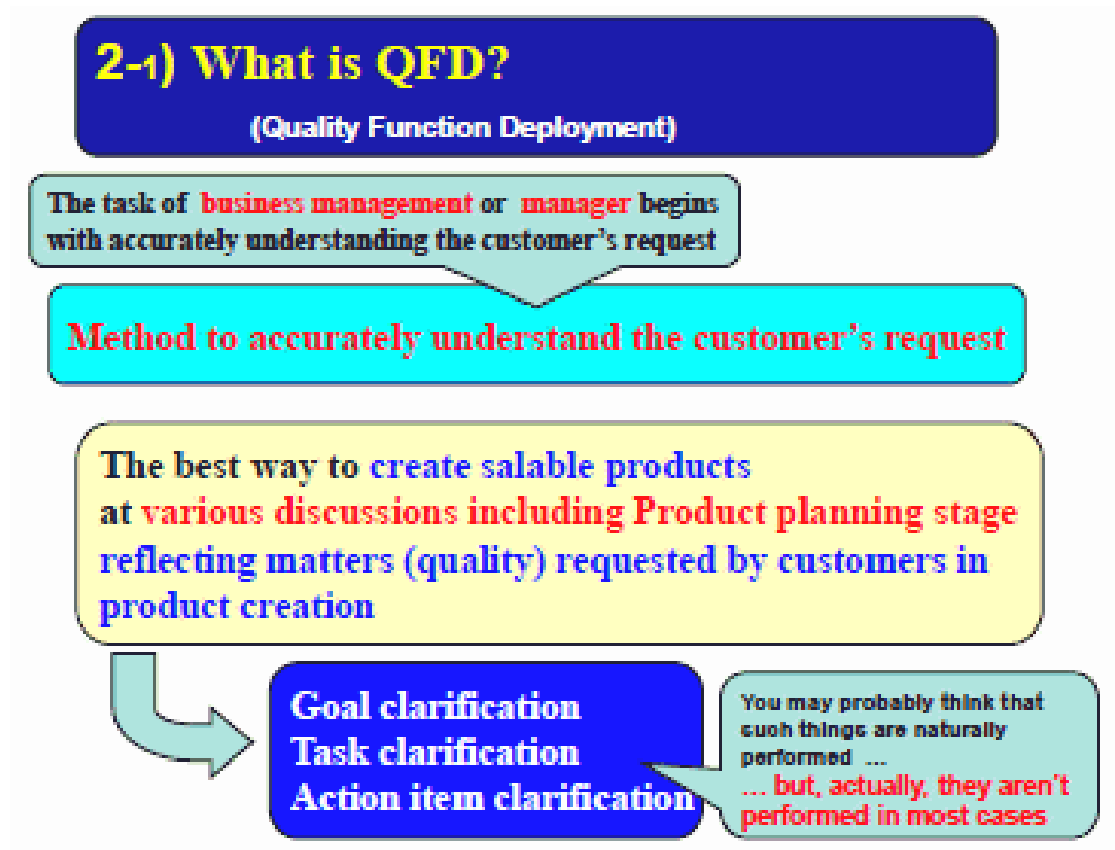 2-1) What is QFD?
(Quality Function Deployment)
The task of business management or manager begins
with accurately understanding the customer's request
Method to accurately understand the customer's request
The best way to create salable products
at various discussions including Product planning stage
reflecting matters (quality) requested by customers in
product creation
Goal clarification
Task clarification
Action item clarification
You may probably think that
such things are naturally
performed ...
... but, actually, they aren't
performed in most cases